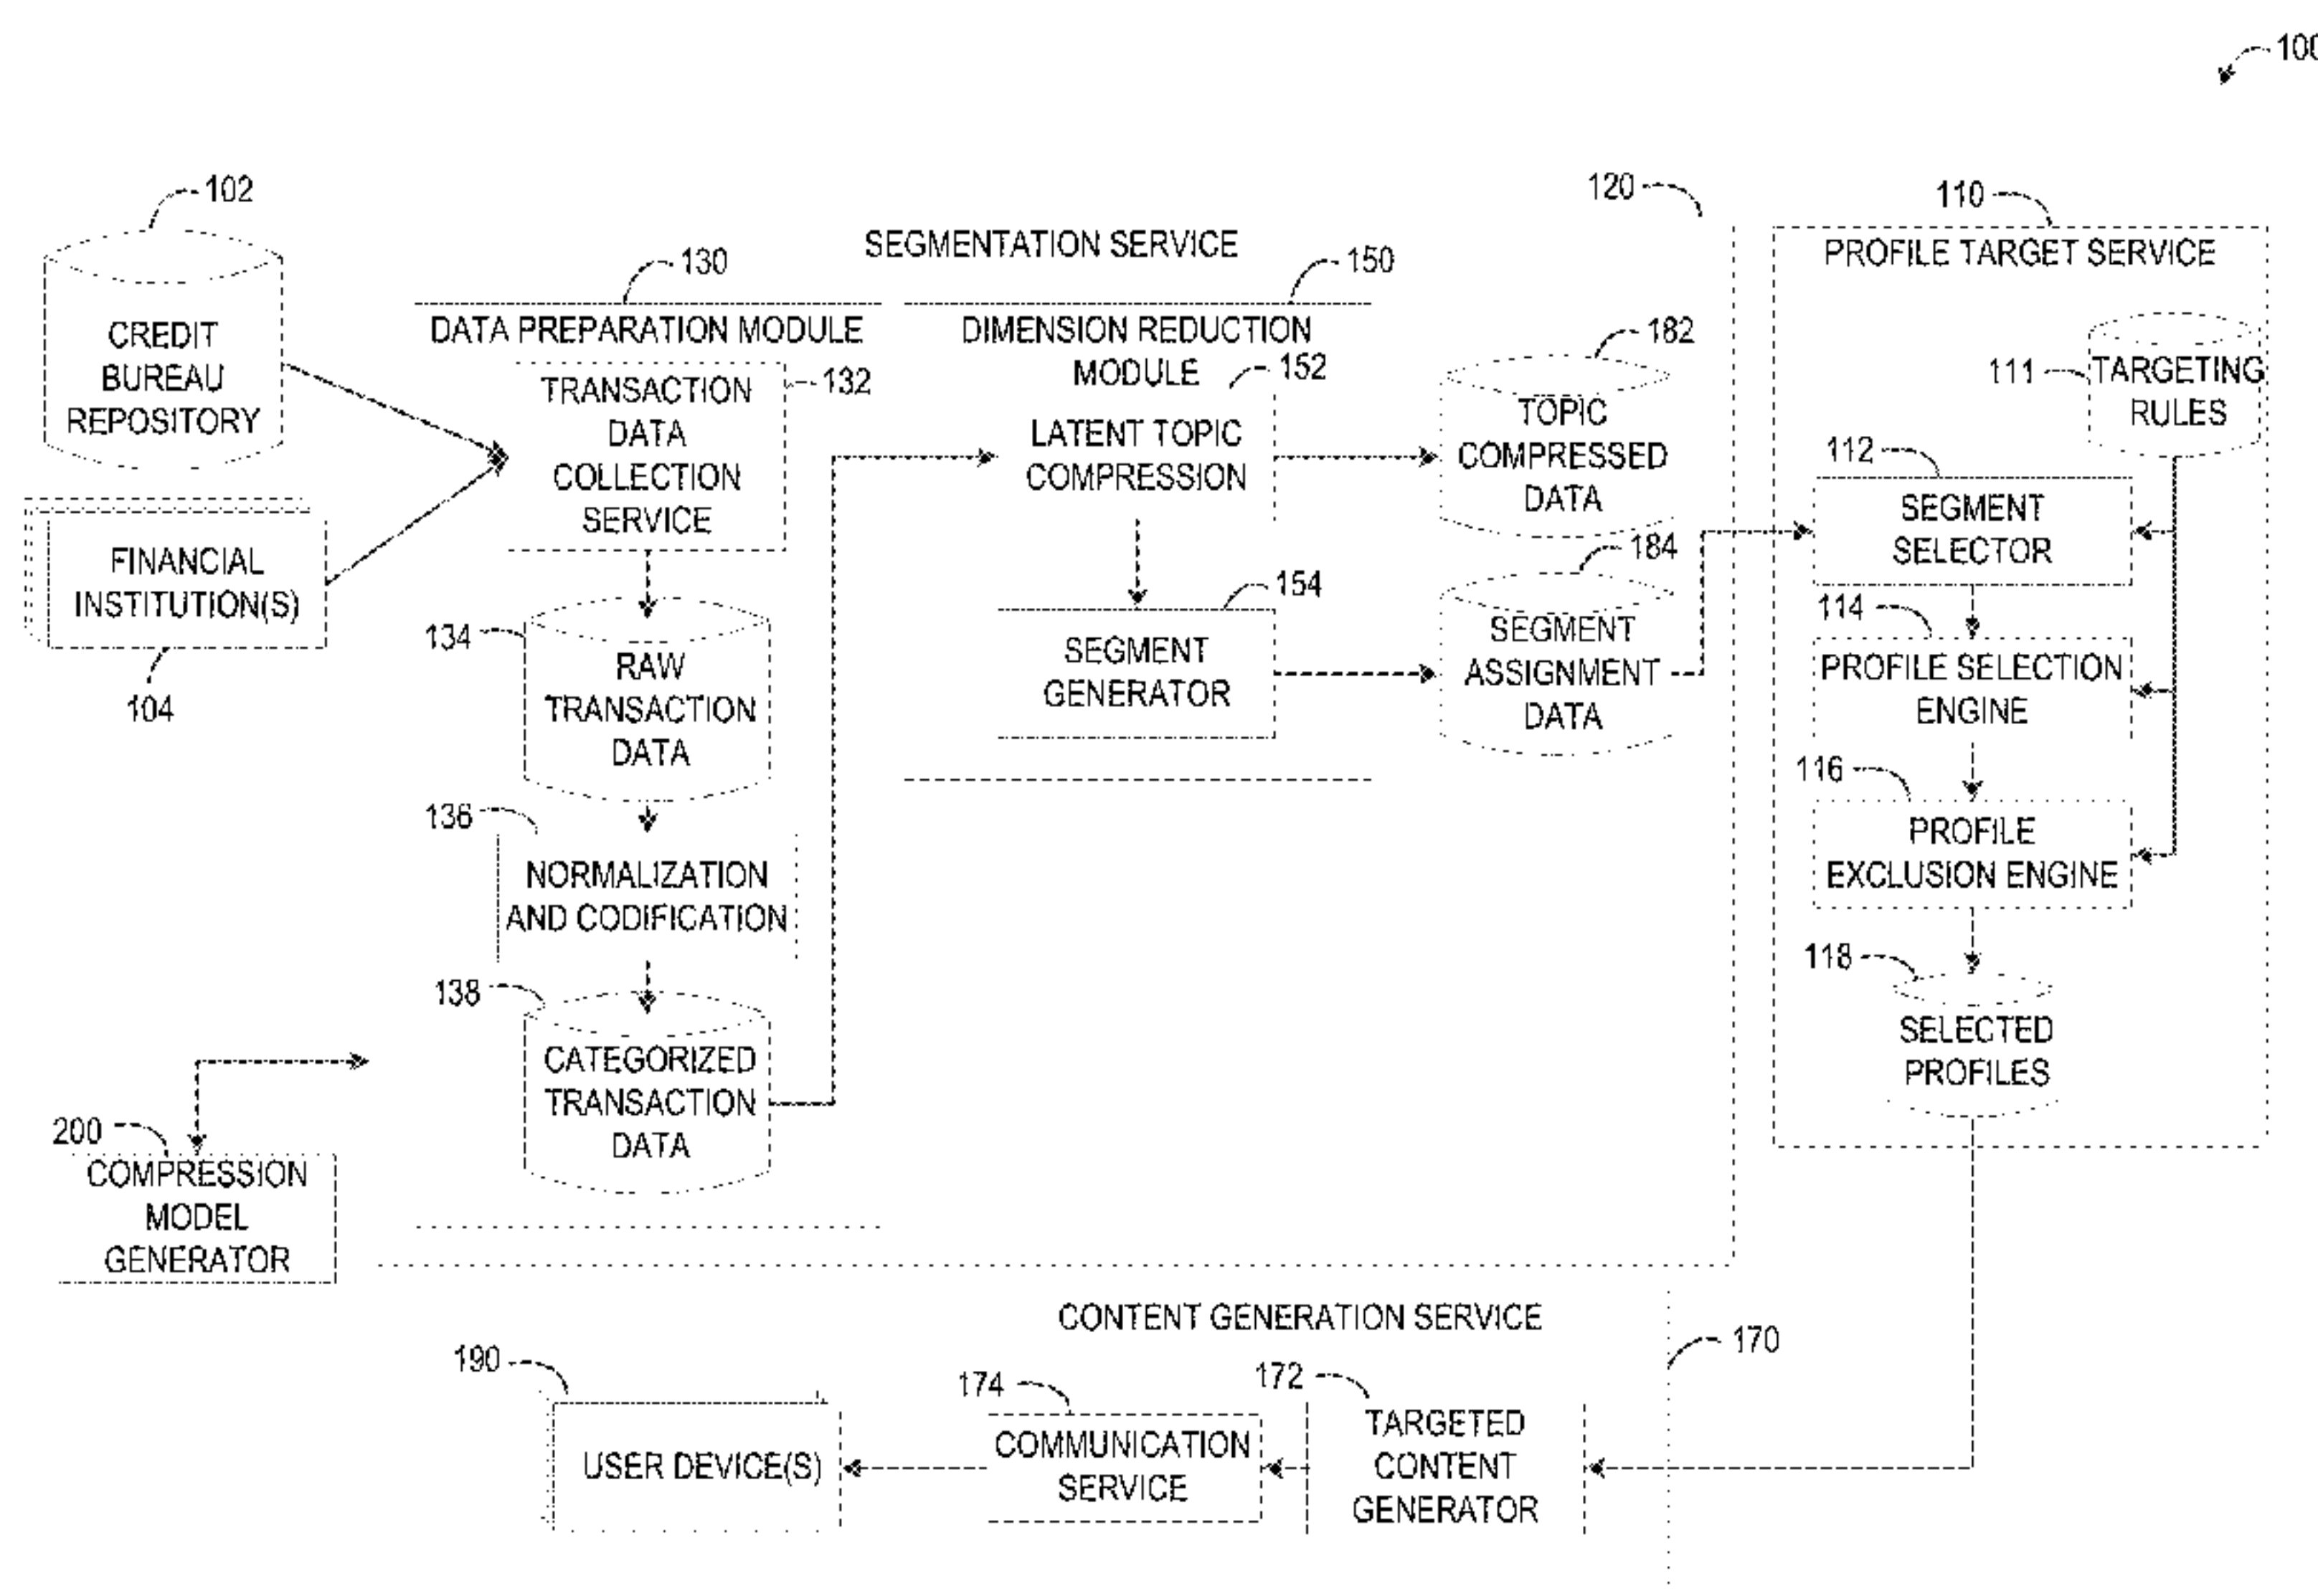 100
102
CREDIT
BUREAU
REPOSITORY
FINANCIAL
INSTITUTION(S)
104
120
SEGMENTATION SERVICE
130
DATA PREPARATION MODULE
TRANSACTION
DATA
COLLECTION
SERVICE
132
134
RAW
TRANSACTION
DATA
136
NORMALIZATION
AND CODIFICATION
138
CATEGORIZED
TRANSACTION
DATA
150
DIMENSION REDUCTION
MODULE
152
LATENT TOPIC
COMPRESSION
154
SEGMENT
GENERATOR
182
TOPIC
COMPRESSED
DATA
184
SEGMENT
ASSIGNMENT
DATA
110
PROFILE TARGET SERVICE
111
TARGETING
RULES
112
SEGMENT
SELECTOR
114
PROFILE SELECTION
ENGINE
116
PROFILE
EXCLUSION ENGINE
118
SELECTED
PROFILES
200
COMPRESSION
MODEL
GENERATOR
CONTENT GENERATION SERVICE
170
190
USER DEVICE(S)
174
COMMUNICATION
SERVICE
172
TARGETED
CONTENT
GENERATOR